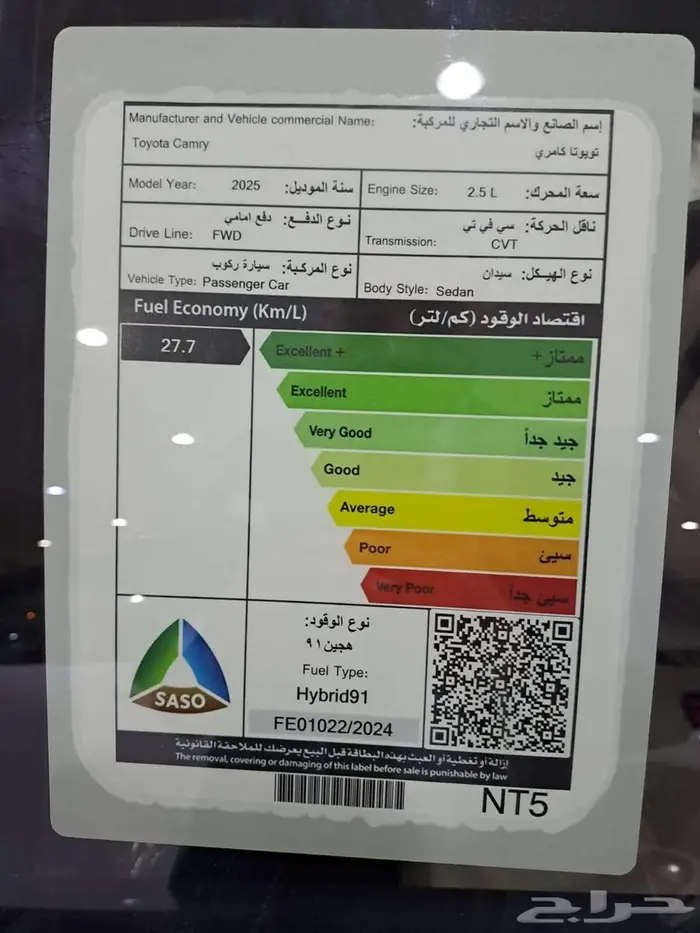 Manufacturer and Vehicle commercial Name: إسم الصانع والاسم التجاري للمركبة:
Toyota Camry تويوتا كامري
Model Year: 2025 سنة الموديل:
Engine Size: 2.5 L سعة المحرك:
نوع الدفع: دفع امامي
Drive Line: FWD
ناقل الحركة: سي في تي
Transmission: CVT
نوع المركبة: سيارة ركوب
Vehicle Type: Passenger Car
نوع الهيكل: سيدان
Body Style: Sedan
Fuel Economy (Km/L) اقتصاد الوقود (كم/لتر)
27.7
Excellent + ممتاز +
Excellent ممتاز
Very Good جيد جداً
Good جيد
Average متوسط
Poor سيئ
Very Poor سيئ جداً
SASO
نوع الوقود:
هجين ٩١
Fuel Type:
Hybrid91
FE01022/2024
إزالة أو تغطية أو العبث بهذه البطاقة قبل البيع يعرضك للملاحقة القانونية
The removal, covering or damaging of this label before sale is punishable by law
NT5
حراج